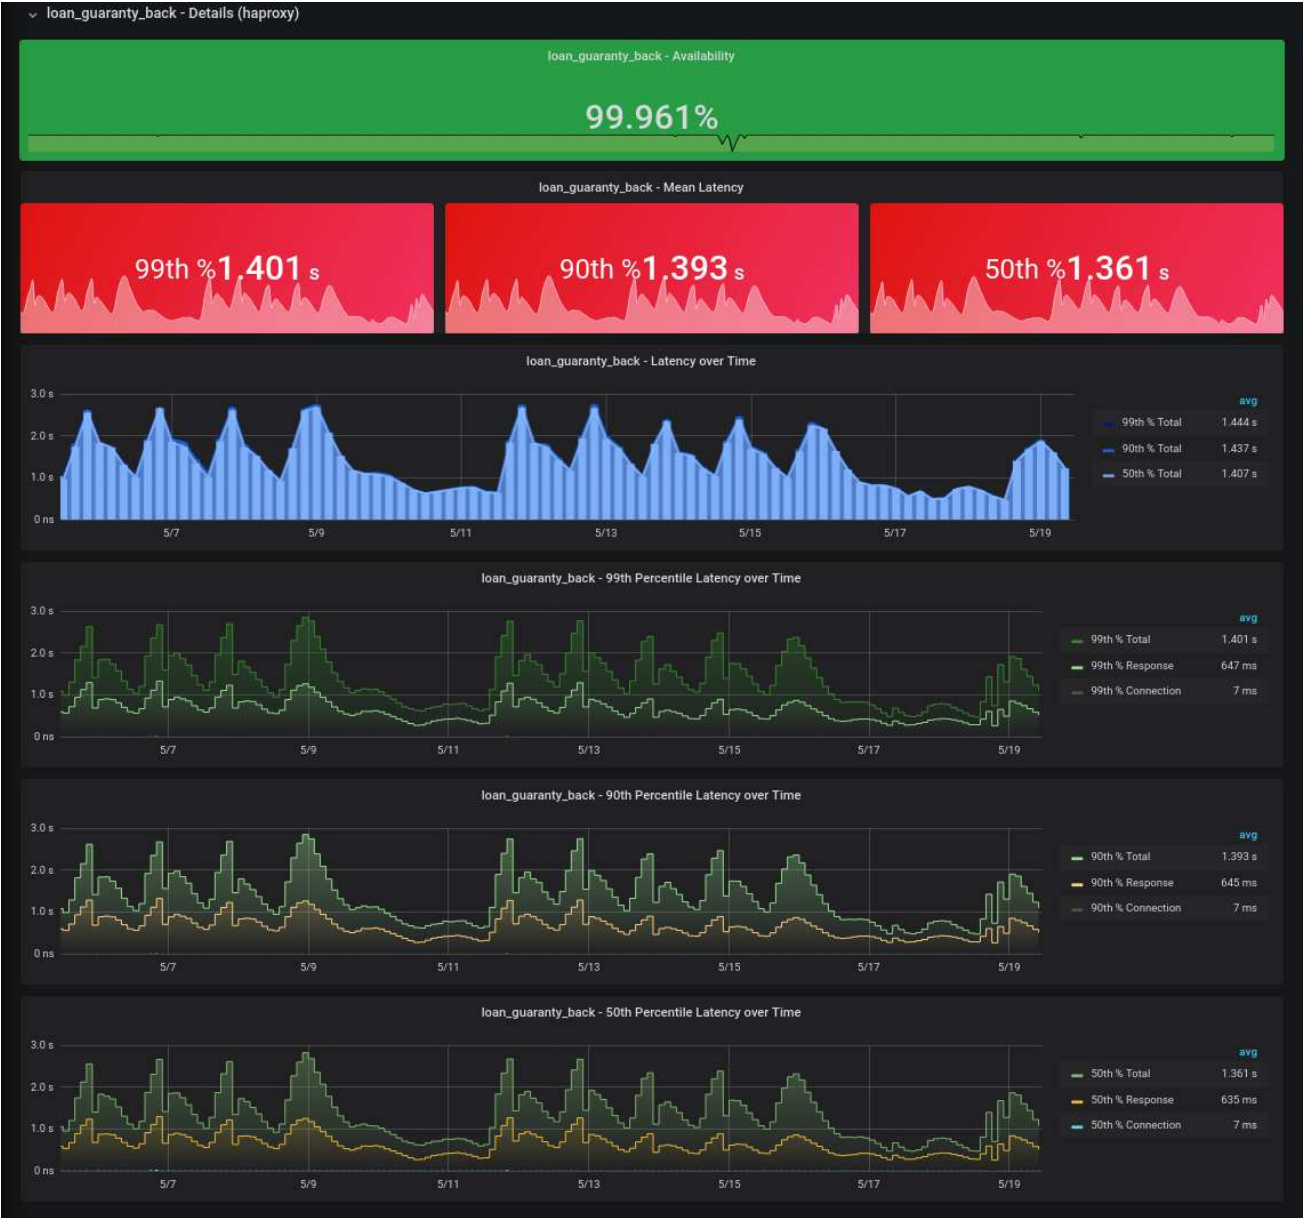 loan_guaranty_back - Details (haproxy)
loan_guaranty_back - Availability
99.961%
loan_guaranty_back - Mean Latency
99th %1.401 s
90th %1.393 s
50th %1.361 s
loan_guaranty_back - Latency over Time
3.0 s
2.0 s
1.0 s
0 ns
5/7 5/9 5/11 5/13 5/15 5/17 5/19
avg
99th % Total 1.444 s
90th % Total 1.437 s
50th % Total 1.407 s
loan_guaranty_back - 99th Percentile Latency over Time
3.0 s
2.0 s
1.0 s
0 ns
5/7 5/9 5/11 5/13 5/15 5/17 5/19
avg
99th % Total 1.401 s
99th % Response 647 ms
99th % Connection 7 ms
loan_guaranty_back - 90th Percentile Latency over Time
3.0 s
2.0 s
1.0 s
0 ns
5/7 5/9 5/11 5/13 5/15 5/17 5/19
avg
90th % Total 1.393 s
90th % Response 645 ms
90th % Connection 7 ms
loan_guaranty_back - 50th Percentile Latency over Time
3.0 s
2.0 s
1.0 s
0 ns
5/7 5/9 5/11 5/13 5/15 5/17 5/19
avg
50th % Total 1.361 s
50th % Response 635 ms
50th % Connection 7 ms